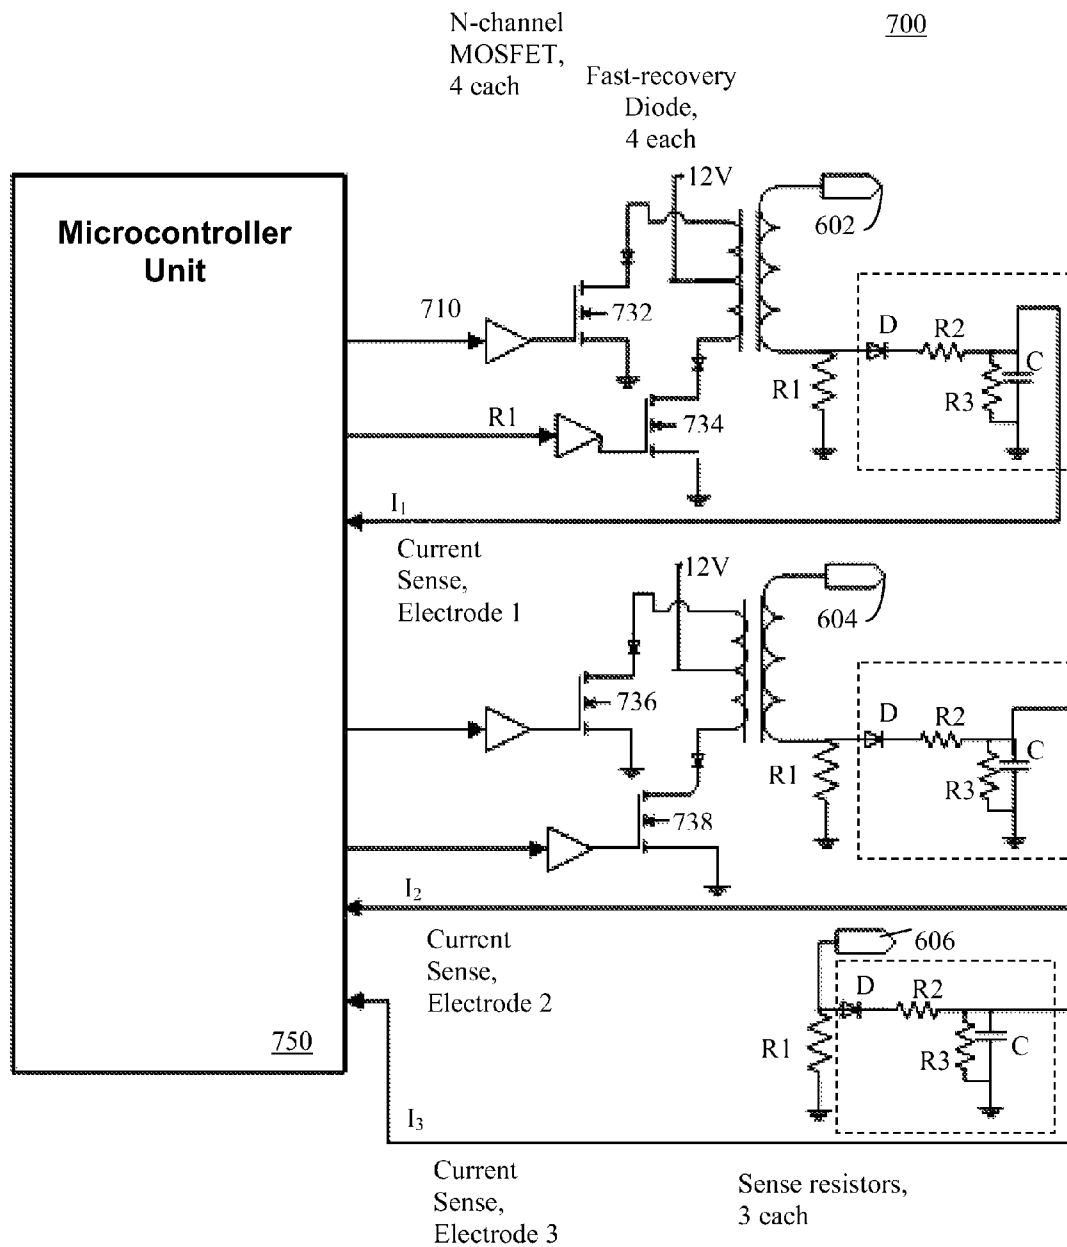 N-channel
MOSFET,
4 cach
700
Fast-recovery
Diode,
4 each
12V
Microcontroller
Unit
602
710
732
D
R2
R1
C
R3
R1
734
I₁
Current
Sense,
Electrode 1
12V
604
736
D
R2
R1
C
R3
738
I₂
Current
Sense,
Electrode 2
606
D
R2
R1
R3
C
750
I₃
Current
Sense,
Electrode 3
Sense resistors,
3 cach